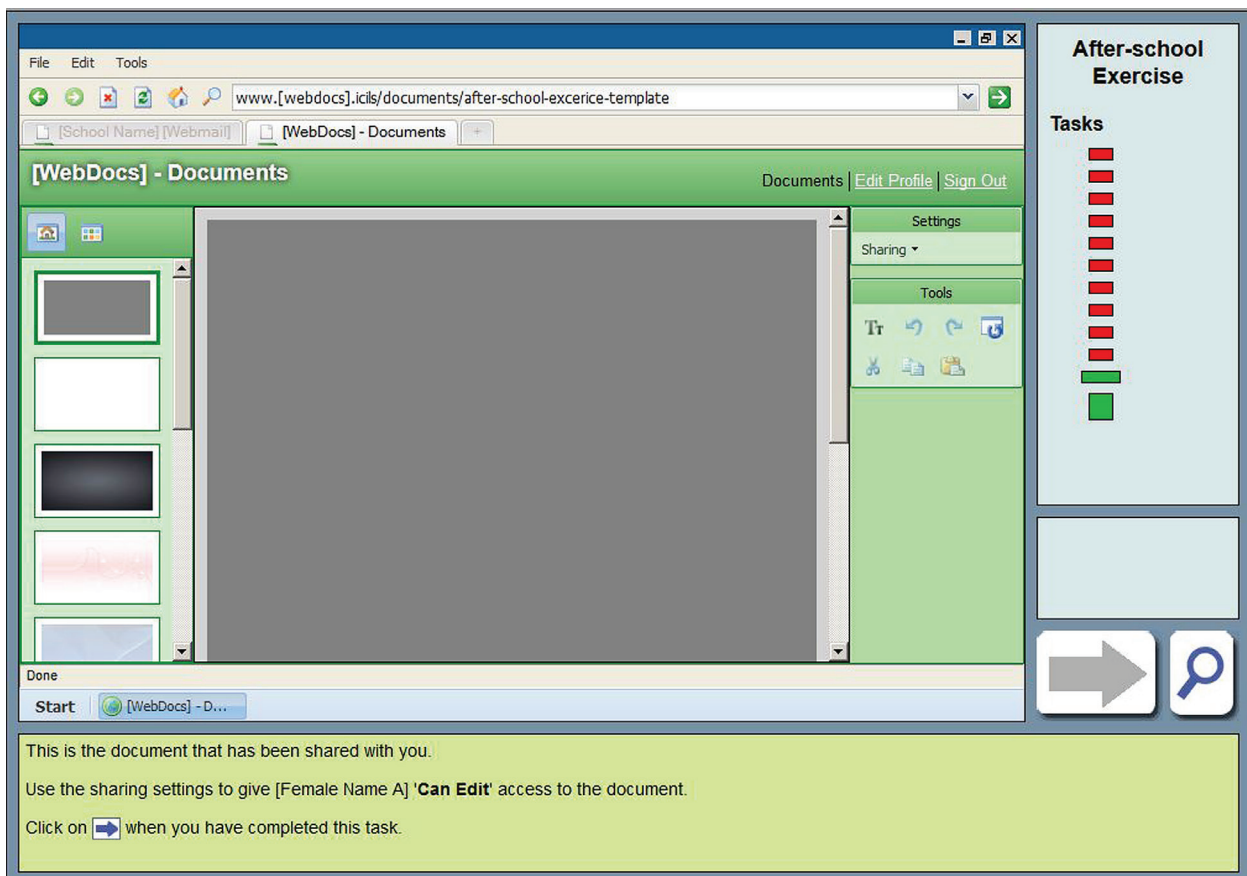 After-school
Exercise
File Edit Tools
www.[webdocs].icils/documents/after-school-excerice-template
[School Name] [Webmail]
[WebDocs] - Documents
+
Tasks
[WebDocs] - Documents
Documents | Edit Profile | Sign Out
Settings
Sharing
Tools
Tт
Done
Start
[WebDocs] - D...
This is the document that has been shared with you.
Use the sharing settings to give [Female Name A] 'Can Edit' access to the document.
Click on when you have completed this task.